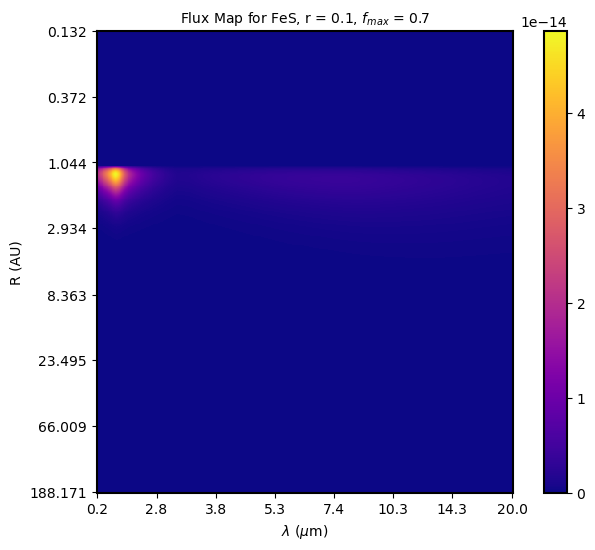 Flux Map for FeS, r = 0.1, f_max = 0.7
1e−14
0.132
0.372
1.044
2.934
8.363
23.495
66.009
188.171
R (AU)
0.2 2.8 3.8 5.3 7.4 10.3 14.3 20.0
λ (μm)
4
3
2
1
0